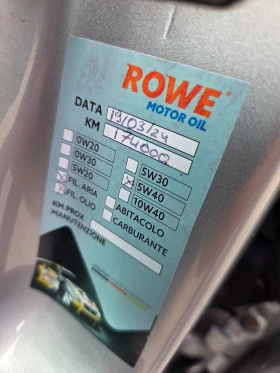 ROWE
MOTOR OIL
DATA 19/03/24
KM 174000
0W20
0W30 5W30
5W20 5W40
FIL. ARIA 10W40
FIL. OLIO ABITACOLO
CARBURANTE
KM.PROX
MANUTENZIONE